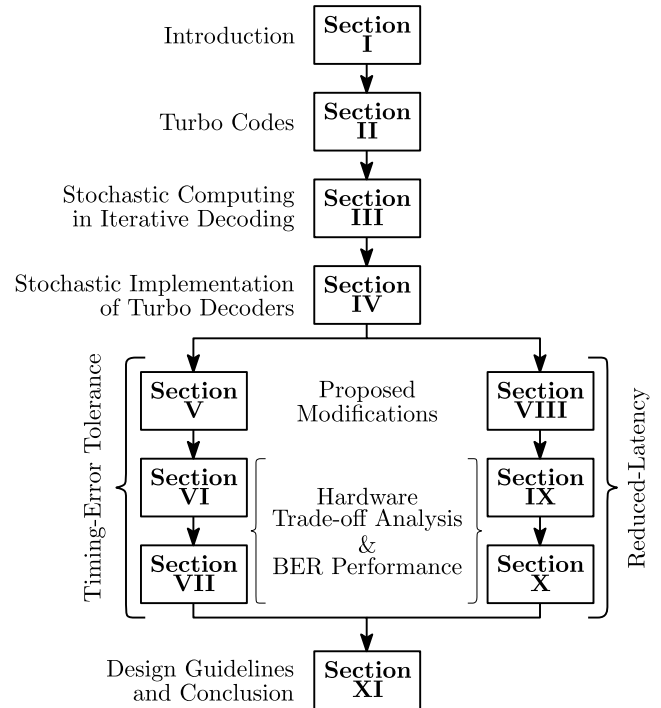 Introduction
Section
I
Turbo Codes
Section
II
Stochastic Computing
in Iterative Decoding
Section
III
Stochastic Implementation
of Turbo Decoders
Section
IV
Timing-Error Tolerance
Section
V
Proposed
Modifications
Section
VIII
Section
VI
Hardware
Trade-off Analysis
&
BER Performance
Section
IX
Section
VII
Section
X
Reduced-Latency
Design Guidelines
and Conclusion
Section
XI